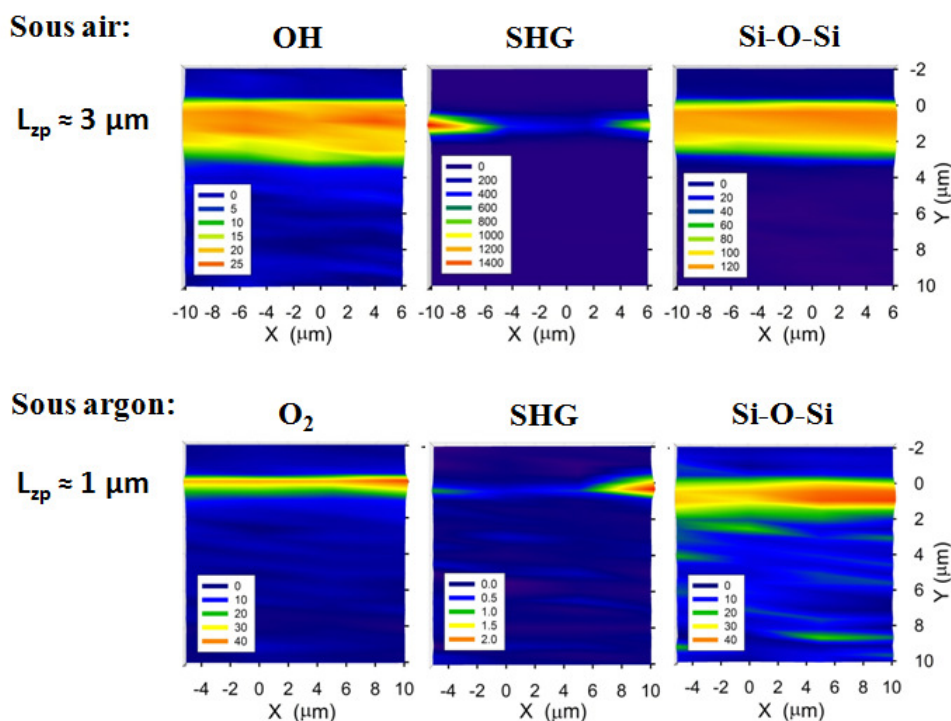 Sous air:
OH SHG Si-O-Si
L_zp ≈ 3 μm
-2
0
2
4
6
8
10
Y (μm)
0
5
10
15
20
25
0
200
400
600
800
1000
1200
1400
0
20
40
60
80
100
120
-10 -8 -6 -4 -2 0 2 4 6
X (μm)
-10 -8 -6 -4 -2 0 2 4 6
X (μm)
-10 -8 -6 -4 -2 0 2 4 6
X (μm)
Sous argon:
O₂ SHG Si-O-Si
L_zp ≈ 1 μm
-2
0
2
4
6
8
10
Y (μm)
0
10
20
30
40
0.0
0.5
1.0
1.5
2.0
0
10
20
30
40
-4 -2 0 2 4 6 8 10
X (μm)
-4 -2 0 2 4 6 8 10
X (μm)
-4 -2 0 2 4 6 8 10
X (μm)